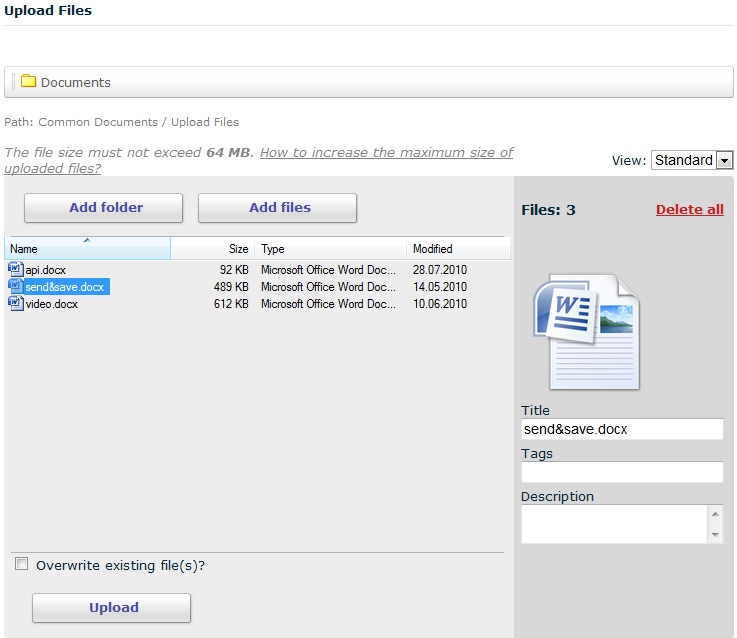 Upload Files
Documents
Path: Common Documents / Upload Files
The file size must not exceed 64 MB. How to increase the maximum size of
uploaded files?
View: Standard
Add folder Add files
Files: 3 Delete all
Name Size Type Modified
api.docx 92 KB Microsoft Office Word Doc... 28.07.2010
send&save.docx 489 KB Microsoft Office Word Doc... 14.05.2010
video.docx 612 KB Microsoft Office Word Doc... 10.06.2010
W
Title
send&save.docx
Tags
Description
Overwrite existing file(s)?
Upload